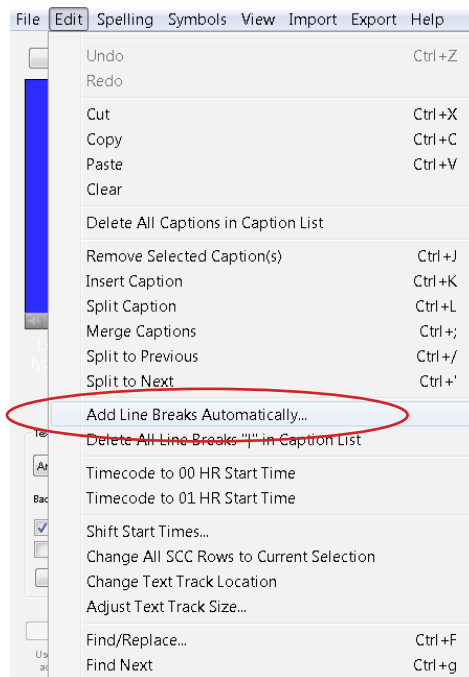 File Edit Spelling Symbols View Import Export Help
Undo Ctrl+Z
Redo
Cut Ctrl+X
Copy Ctrl+C
Paste Ctrl+V
Clear
Delete All Captions in Caption List
Remove Selected Caption(s) Ctrl+J
Insert Caption Ctrl+K
Split Caption Ctrl+L
Merge Captions Ctrl+;
Split to Previous Ctrl+/
Split to Next Ctrl+'
Add Line Breaks Automatically...
Delete All Line Breaks "|" in Caption List
Timecode to 00 HR Start Time
Timecode to 01 HR Start Time
Shift Start Times...
Change All SCC Rows to Current Selection
Change Text Track Location
Adjust Text Track Size...
Find/Replace... Ctrl+F
Find Next Ctrl+g